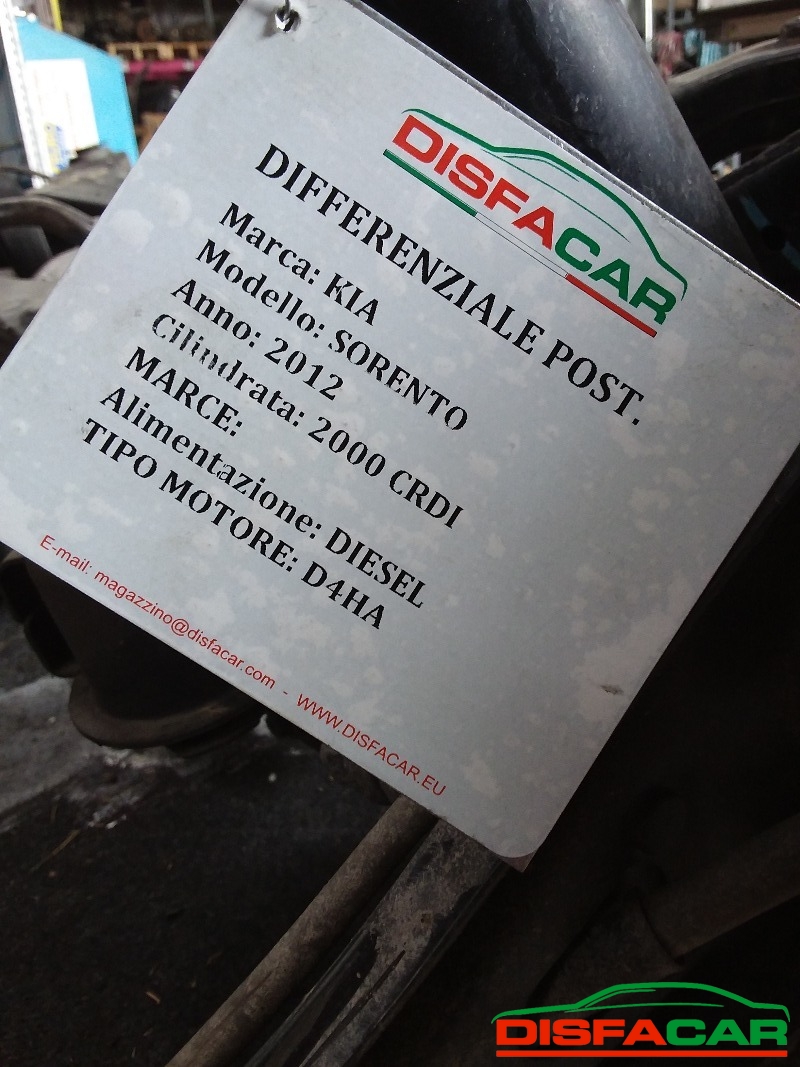 DISFACAR
DIFFERENZIALE POST.
Marca: KIA
Modello: SORENTO
Anno: 2012
Cilindrata: 2000 CRDI
MARCE:
Alimentazione: DIESEL
TIPO MOTORE: D4HA
E-mail: magazzino@disfacar.com - WWW.DISFACAR.EU
DISFACAR